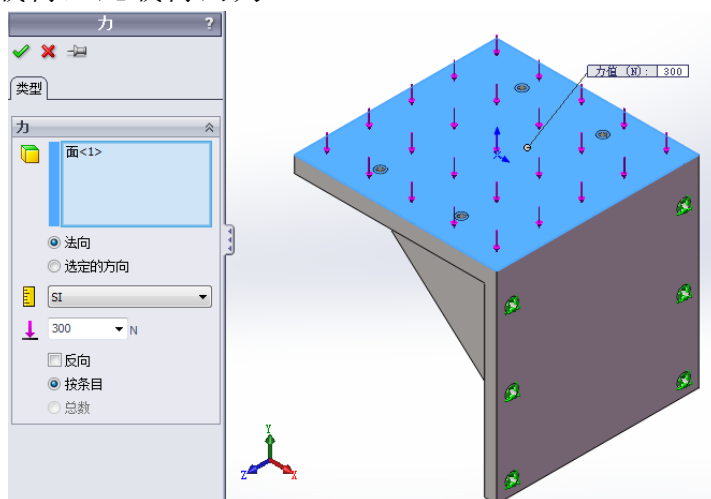 力 ?
类型
力
面<1>
法向
选定的方向
SI
300 N
反向
按条目
总数
力值 (N): 300
Y
Z X